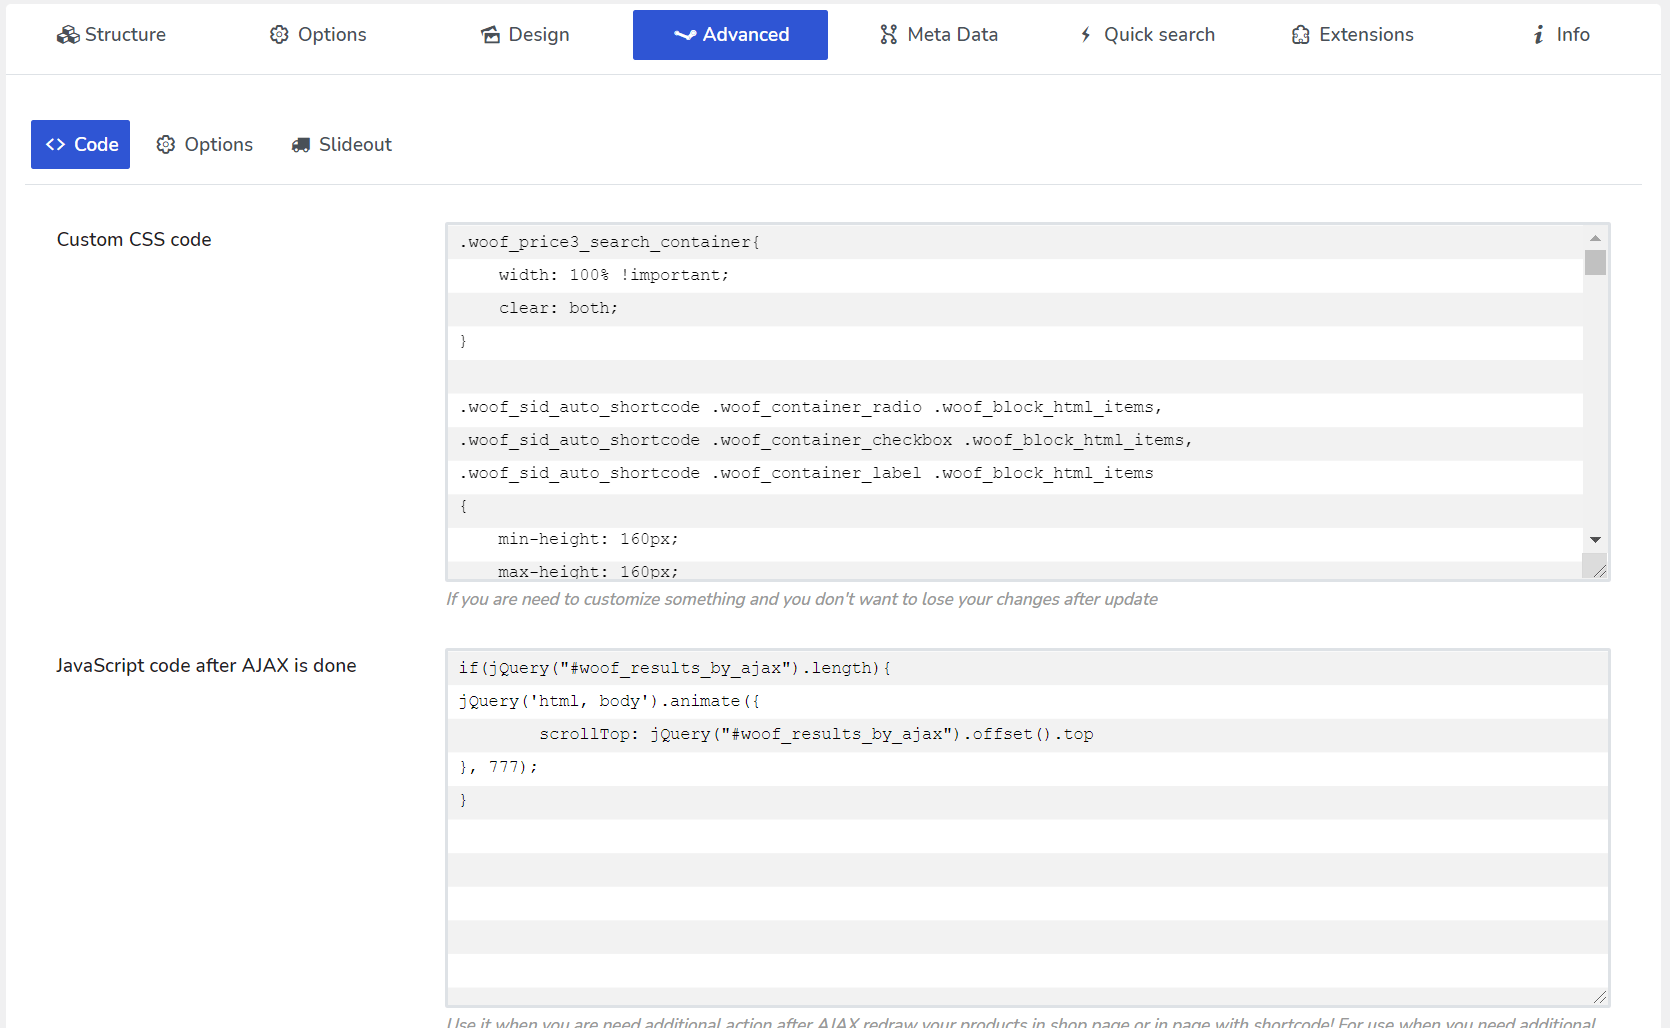 Structure Options Design Advanced Meta Data Quick search Extensions Info
Code Options Slideout
Custom CSS code
.woof_price3_search_container{
    width: 100% !important;
    clear: both;
}
.woof_sid_auto_shortcode .woof_container_radio .woof_block_html_items,
.woof_sid_auto_shortcode .woof_container_checkbox .woof_block_html_items,
.woof_sid_auto_shortcode .woof_container_label .woof_block_html_items
{
    min-height: 160px;
    max-height: 160px;
If you are need to customize something and you don't want to lose your changes after update
JavaScript code after AJAX is done
if(jQuery("#woof_results_by_ajax").length){
jQuery('html, body').animate({
        scrollTop: jQuery("#woof_results_by_ajax").offset().top
}, 777);
}
Use it when you are need additional action after AJAX redraw your products in shop page or in page with shortcode! For use when you need additional